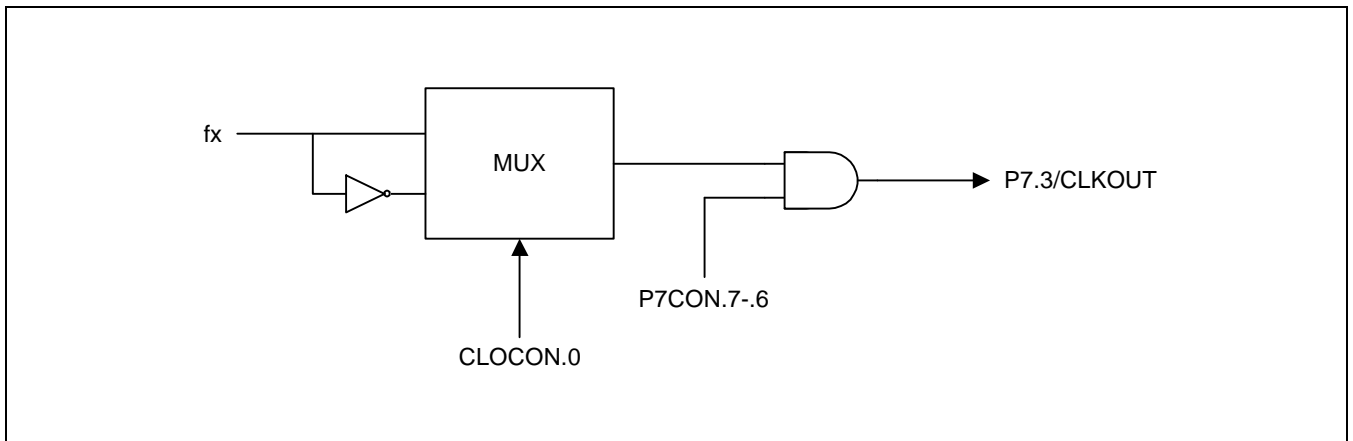 fx
MUX
P7.3/CLKOUT
P7CON.7-.6
CLOCON.0